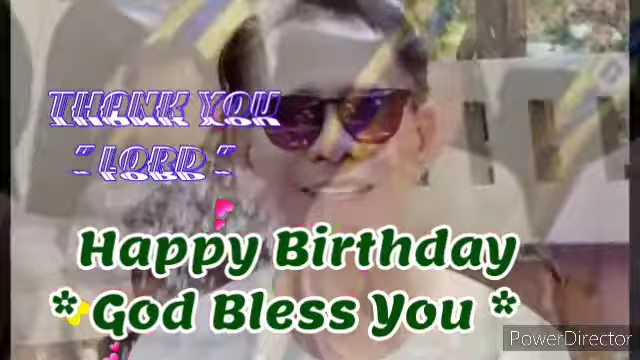 THANK YOU
" LORD "
Happy Birthday
* God Bless You *
PowerDirector